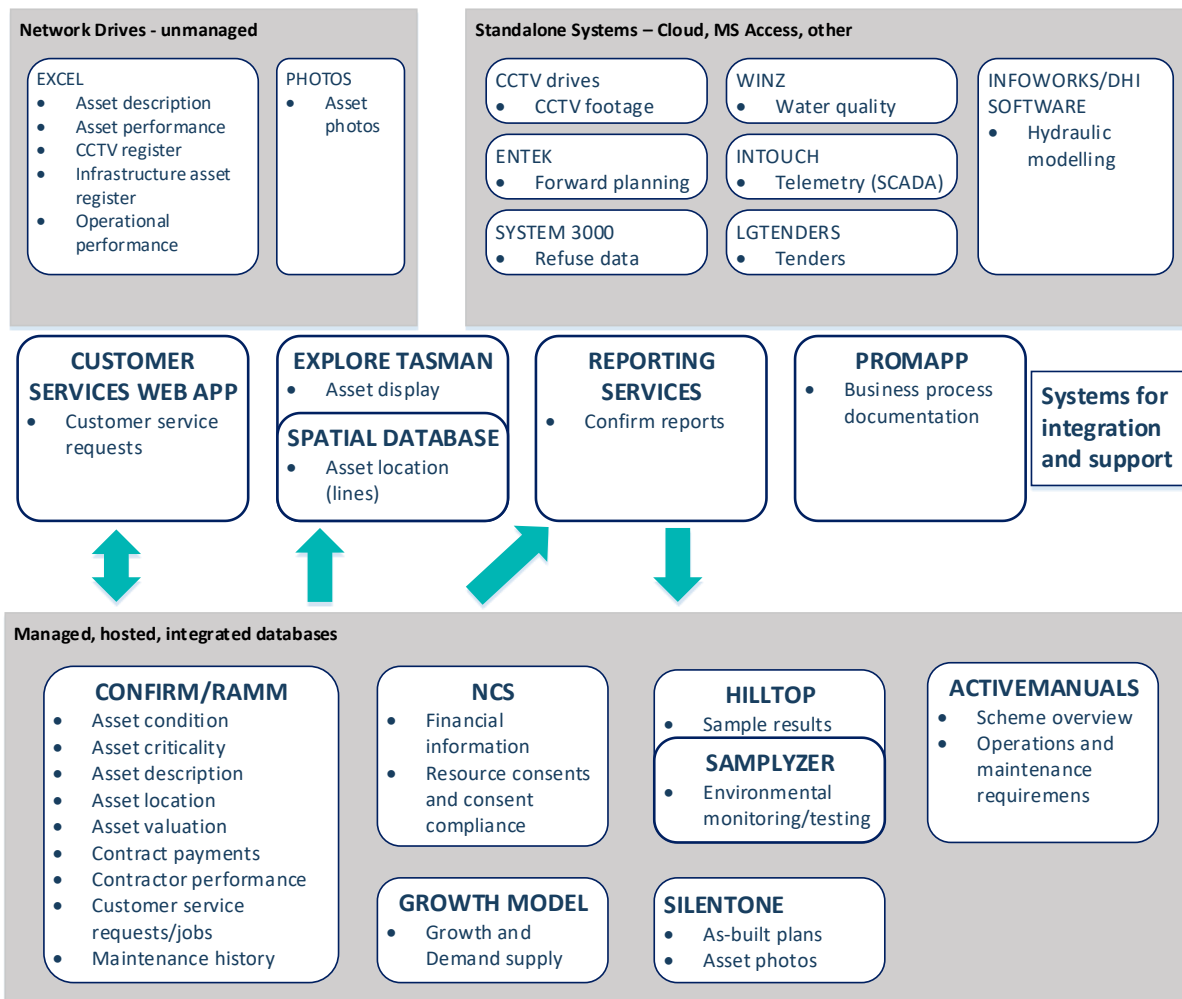 Network Drives - unmanaged
EXCEL
• Asset description
• Asset performance
• CCTV register
• Infrastructure asset
register
• Operational
performance
PHOTOS
• Asset
photos
Standalone Systems – Cloud, MS Access, other
CCTV drives
• CCTV footage
WINZ
• Water quality
INFOWORKS/DHI
SOFTWARE
• Hydraulic
modelling
ENTEK
• Forward planning
INTOUCH
• Telemetry (SCADA)
SYSTEM 3000
• Refuse data
LGTENDERS
• Tenders
CUSTOMER
SERVICES WEB APP
• Customer service
requests
EXPLORE TASMAN
• Asset display
SPATIAL DATABASE
• Asset location
(lines)
REPORTING
SERVICES
• Confirm reports
PROMAPP
• Business process
documentation
Systems for
integration
and support
Managed, hosted, integrated databases
CONFIRM/RAMM
• Asset condition
• Asset criticality
• Asset description
• Asset location
• Asset valuation
• Contract payments
• Contractor performance
• Customer service
requests/jobs
• Maintenance history
NCS
• Financial
information
• Resource consents
and consent
compliance
HILLTOP
• Sample results
SAMPLYZER
• Environmental
monitoring/testing
ACTIVEMANUALS
• Scheme overview
• Operations and
maintenance
requiremens
GROWTH MODEL
• Growth and
Demand supply
SILENTONE
• As-built plans
• Asset photos